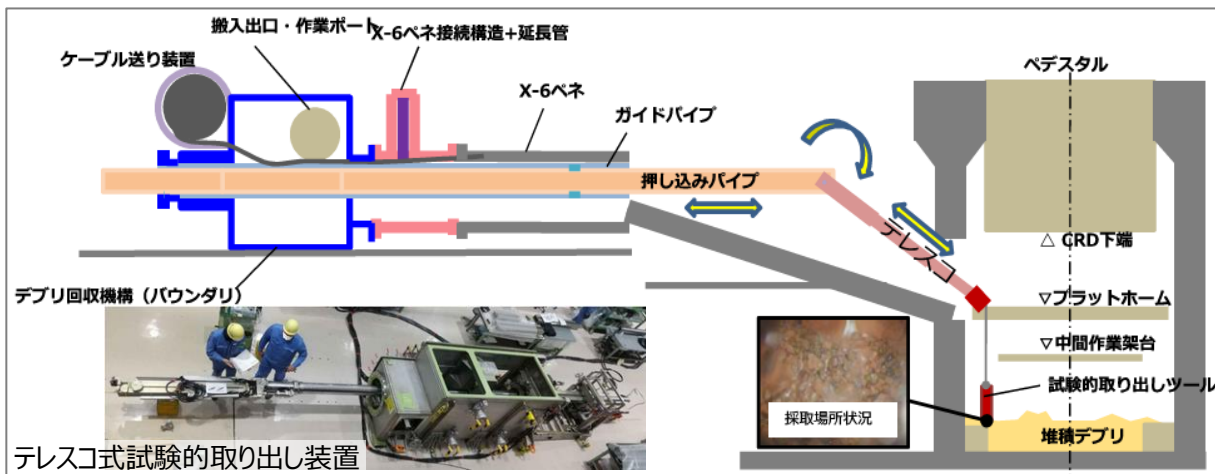 搬入出口・作業ポート
X-6ペネ接続構造+延長管
ケーブル送り装置
X-6ペネ
ガイドパイプ
ペデスタル
押し込みパイプ
テレスコ
△ CRD下端
▽プラットホーム
▽中間作業架台
試験的取り出しツール
堆積デブリ
採取場所状況
デブリ回収機構（バウンダリ）
テレスコ式試験的取り出し装置